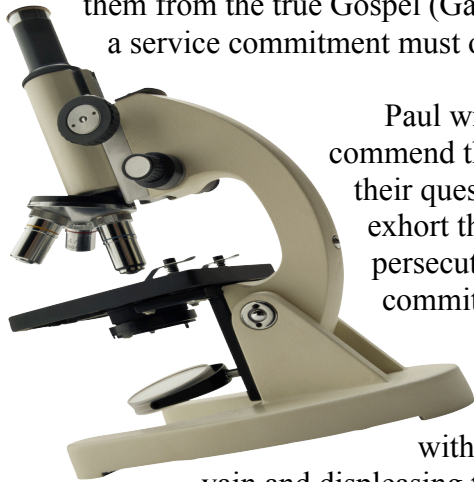 them from the true Gospel (Ga
a service commitment must o
Paul wi
commend th
their ques
exhort th
persecut
commit
with
vain and displeasing